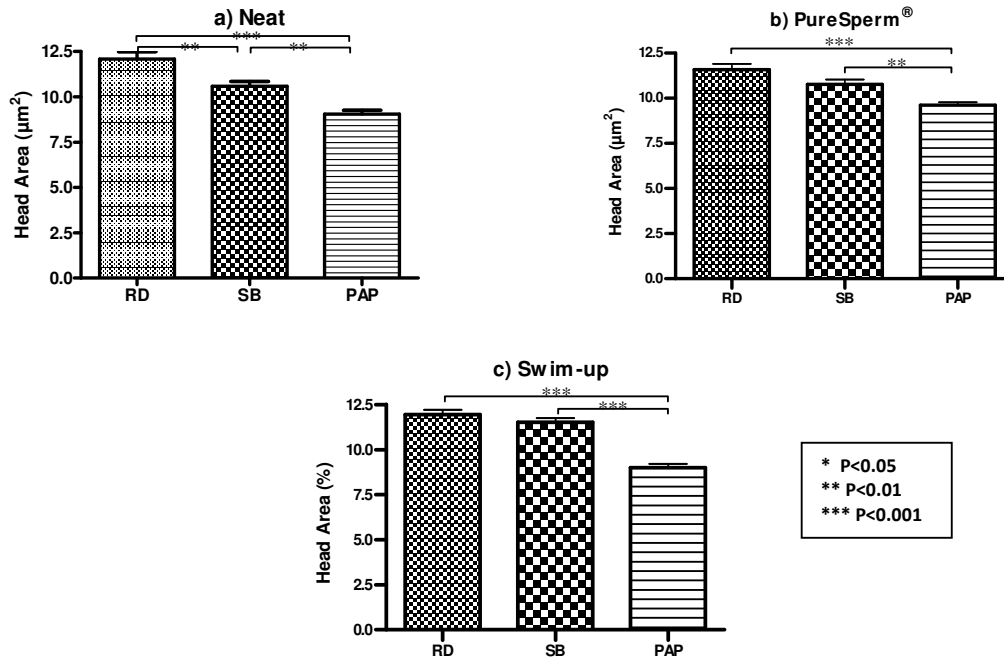 a) Neat
***
** **
12.5
10.0
7.5
5.0
2.5
0.0
Head Area (µm²)
RD SB PAP
b) PureSperm®
***
**
12.5
10.0
7.5
5.0
2.5
0.0
Head Area (µm²)
RD SB PAP
c) Swim-up
***
***
12.5
10.0
7.5
5.0
2.5
0.0
Head Area (%)
RD SB PAP
* P<0.05
** P<0.01
*** P<0.001